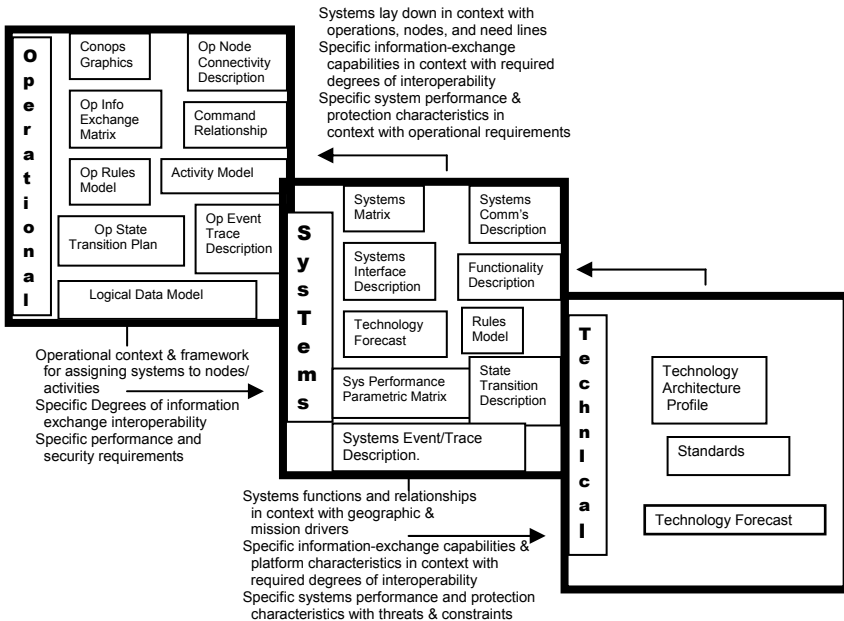 Systems lay down in context with
operations, nodes, and need lines
Specific information-exchange
capabilities in context with required
degrees of interoperability
Specific system performance &
protection characteristics in
context with operational requirements
Operational
Conops
Graphics
Op Node
Connectivity
Description
Op Info
Exchange
Matrix
Command
Relationship
Op Rules
Model
Activity Model
Op State
Transition Plan
Op Event
Trace
Description
Logical Data Model
Operational context & framework
for assigning systems to nodes/
activities
Specific Degrees of information
exchange interoperability
Specific performance and
security requirements
SysTems
Systems
Matrix
Systems
Comm's
Description
Systems
Interface
Description
Functionality
Description
Technology
Forecast
Rules
Model
Sys Performance
Parametric Matrix
State
Transition
Description
Systems Event/Trace
Description.
Systems functions and relationships
in context with geographic &
mission drivers
Specific information-exchange capabilities &
platform characteristics in context with
required degrees of interoperability
Specific systems performance and protection
characteristics with threats & constraints
TechnIcal
Technology
Architecture
Profile
Standards
Technology Forecast